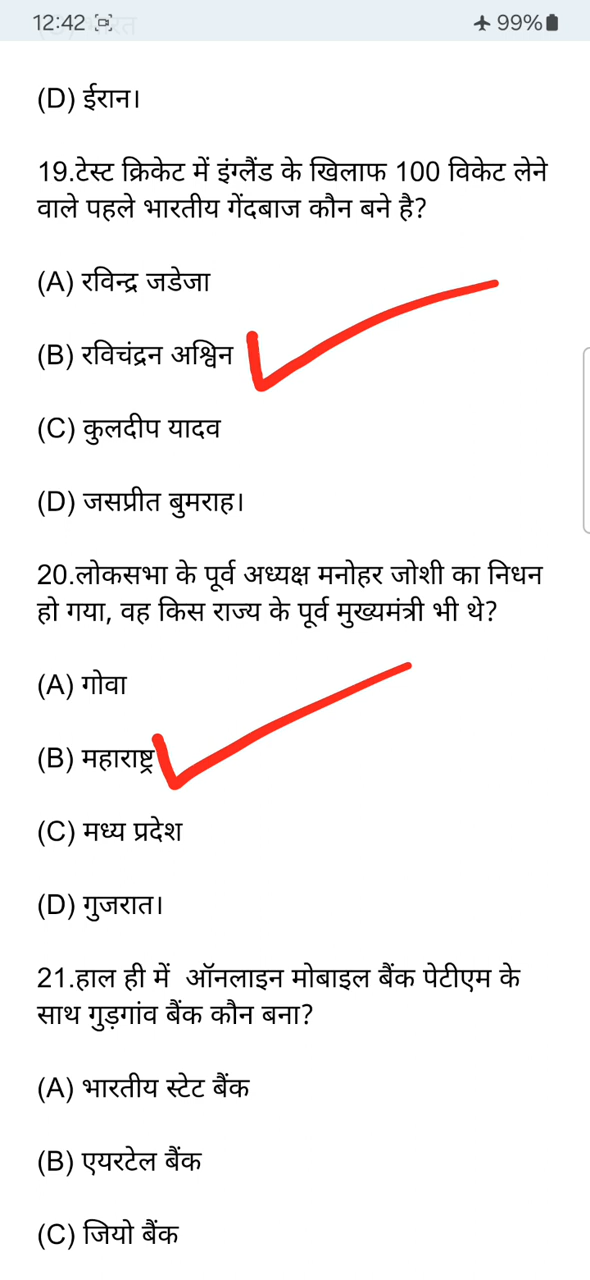 12:42
99%
(D) ईरान।
19.टेस्ट क्रिकेट में इंग्लैंड के खिलाफ 100 विकेट लेने
वाले पहले भारतीय गेंदबाज कौन बने है?
(A) रविन्द्र जडेजा
(B) रविचंद्रन अश्विन
(C) कुलदीप यादव
(D) जसप्रीत बुमराह।
20.लोकसभा के पूर्व अध्यक्ष मनोहर जोशी का निधन
हो गया, वह किस राज्य के पूर्व मुख्यमंत्री भी थे?
(A) गोवा
(B) महाराष्ट्र
(C) मध्य प्रदेश
(D) गुजरात।
21.हाल ही में ऑनलाइन मोबाइल बैंक पेटीएम के
साथ गुड़गांव बैंक कौन बना?
(A) भारतीय स्टेट बैंक
(B) एयरटेल बैंक
(C) जियो बैंक